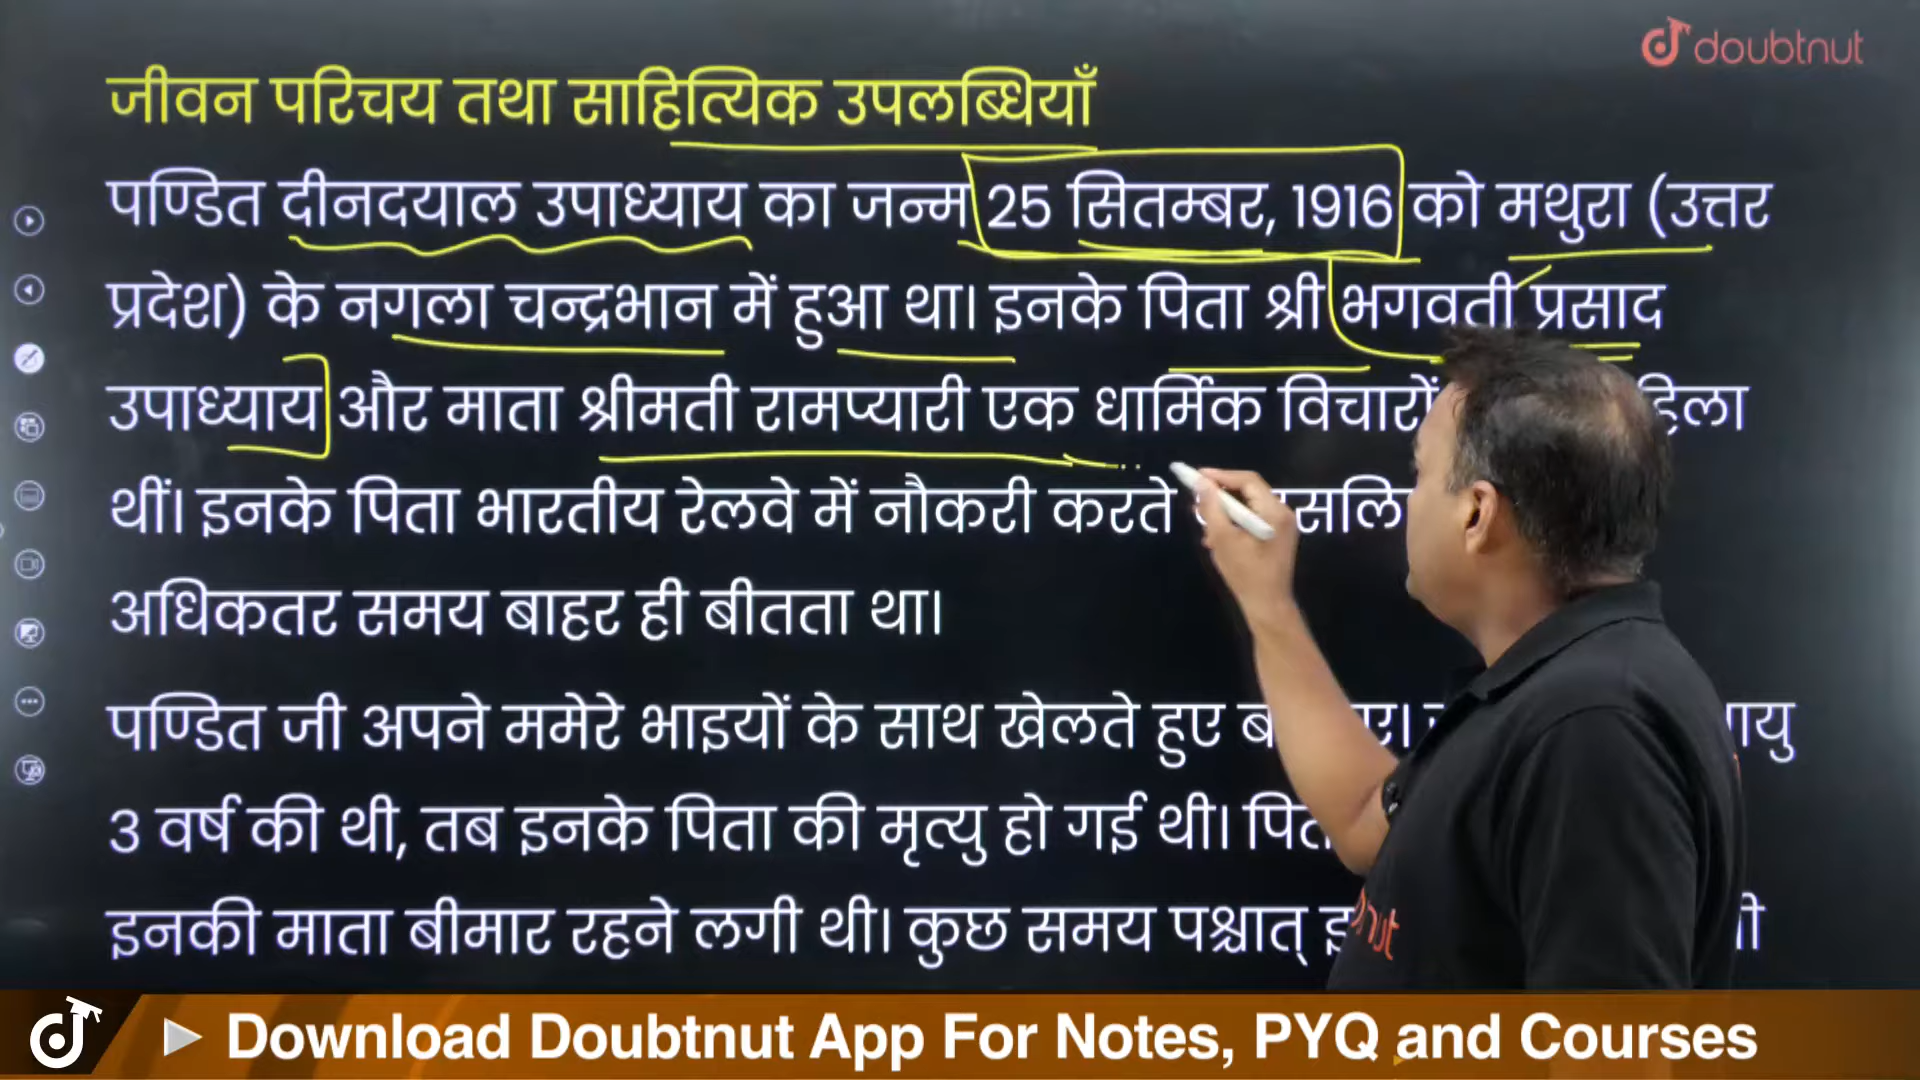 doubtnut
जीवन परिचय तथा साहित्यिक उपलब्धियाँ
पण्डित दीनदयाल उपाध्याय का जन्म 25 सितम्बर, 1916 को मथुरा (उत्तर
प्रदेश) के नगला चन्द्रभान में हुआ था। इनके पिता श्री भगवती प्रसाद
उपाध्याय और माता श्रीमती रामप्यारी एक धार्मिक विचारों
थीं। इनके पिता भारतीय रेलवे में नौकरी करते
अधिकतर समय बाहर ही बीतता था।
पण्डित जी अपने ममेरे भाइयों के साथ खेलते हुए
3 वर्ष की थी, तब इनके पिता की मृत्यु हो गई थी।
इनकी माता बीमार रहने लगी थी। कुछ समय पश्चात्
Download Doubtnut App For Notes, PYQ and Courses